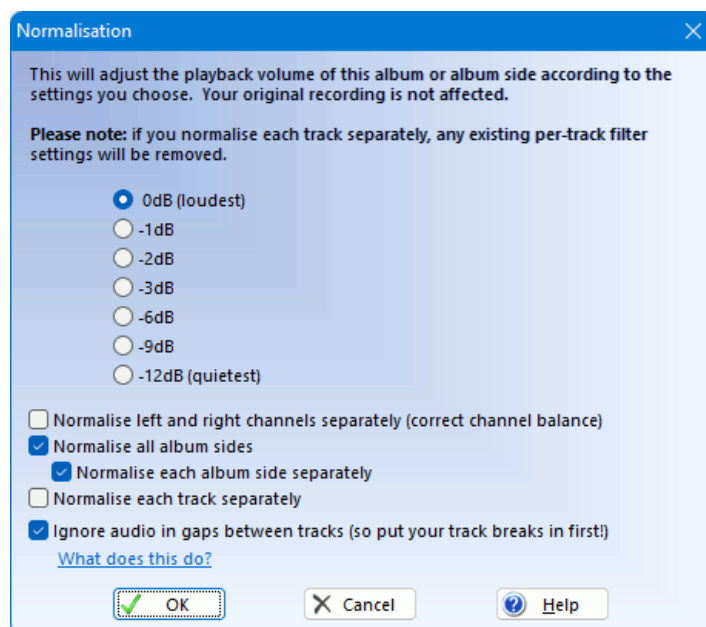 Normalisation
This will adjust the playback volume of this album or album side according to the
settings you choose.  Your original recording is not affected.
Please note: if you normalise each track separately, any existing per-track filter
settings will be removed.
0dB (loudest)
-1dB
-2dB
-3dB
-6dB
-9dB
-12dB (quietest)
Normalise left and right channels separately (correct channel balance)
Normalise all album sides
Normalise each album side separately
Normalise each track separately
Ignore audio in gaps between tracks (so put your track breaks in first!)
What does this do?
OK Cancel Help